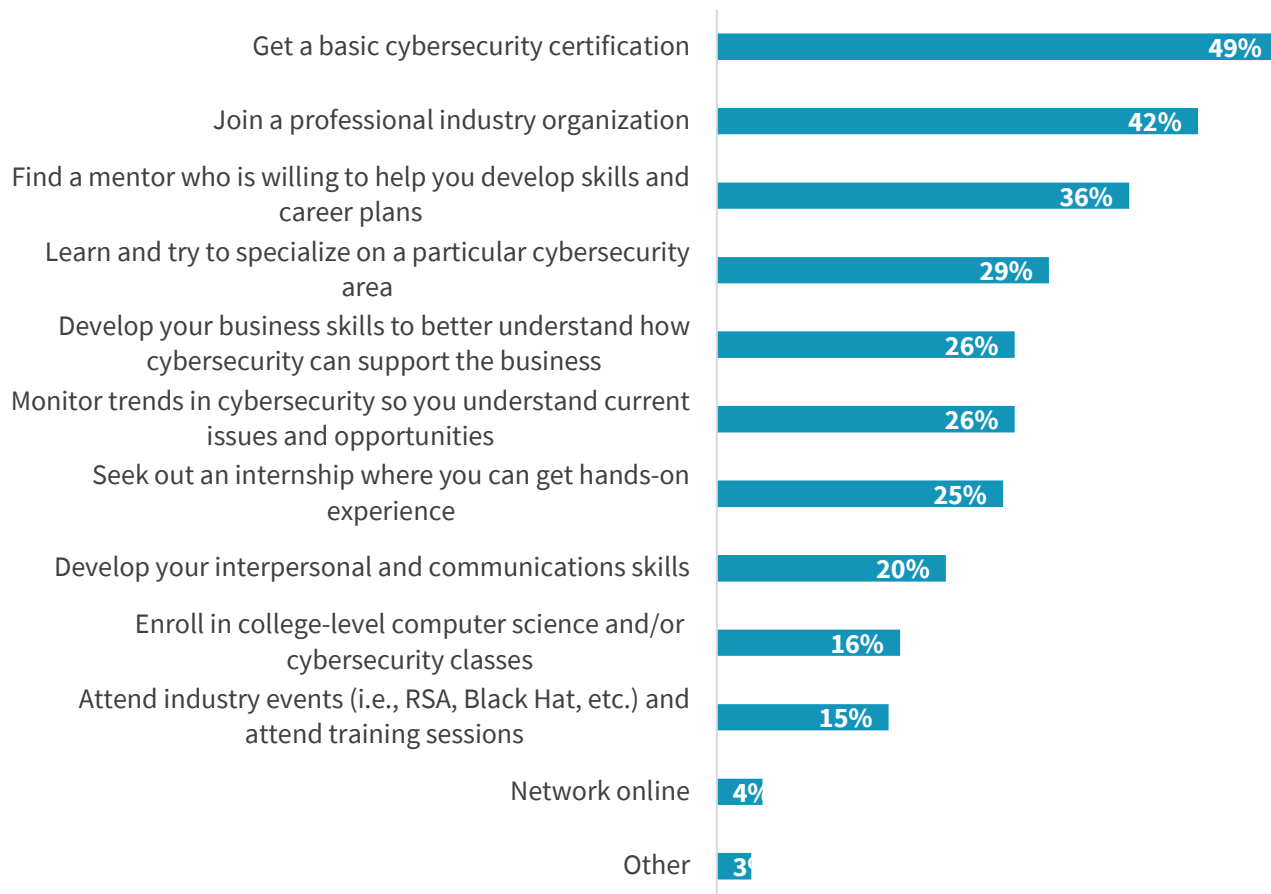 Get a basic cybersecurity certification
49%
Join a professional industry organization
42%
Find a mentor who is willing to help you develop skills and
career plans
36%
Learn and try to specialize on a particular cybersecurity
area
29%
Develop your business skills to better understand how
cybersecurity can support the business
26%
Monitor trends in cybersecurity so you understand current
issues and opportunities
26%
Seek out an internship where you can get hands-on
experience
25%
Develop your interpersonal and communications skills
20%
Enroll in college-level computer science and/or
cybersecurity classes
16%
Attend industry events (i.e., RSA, Black Hat, etc.) and
attend training sessions
15%
Network online
4%
Other
3%